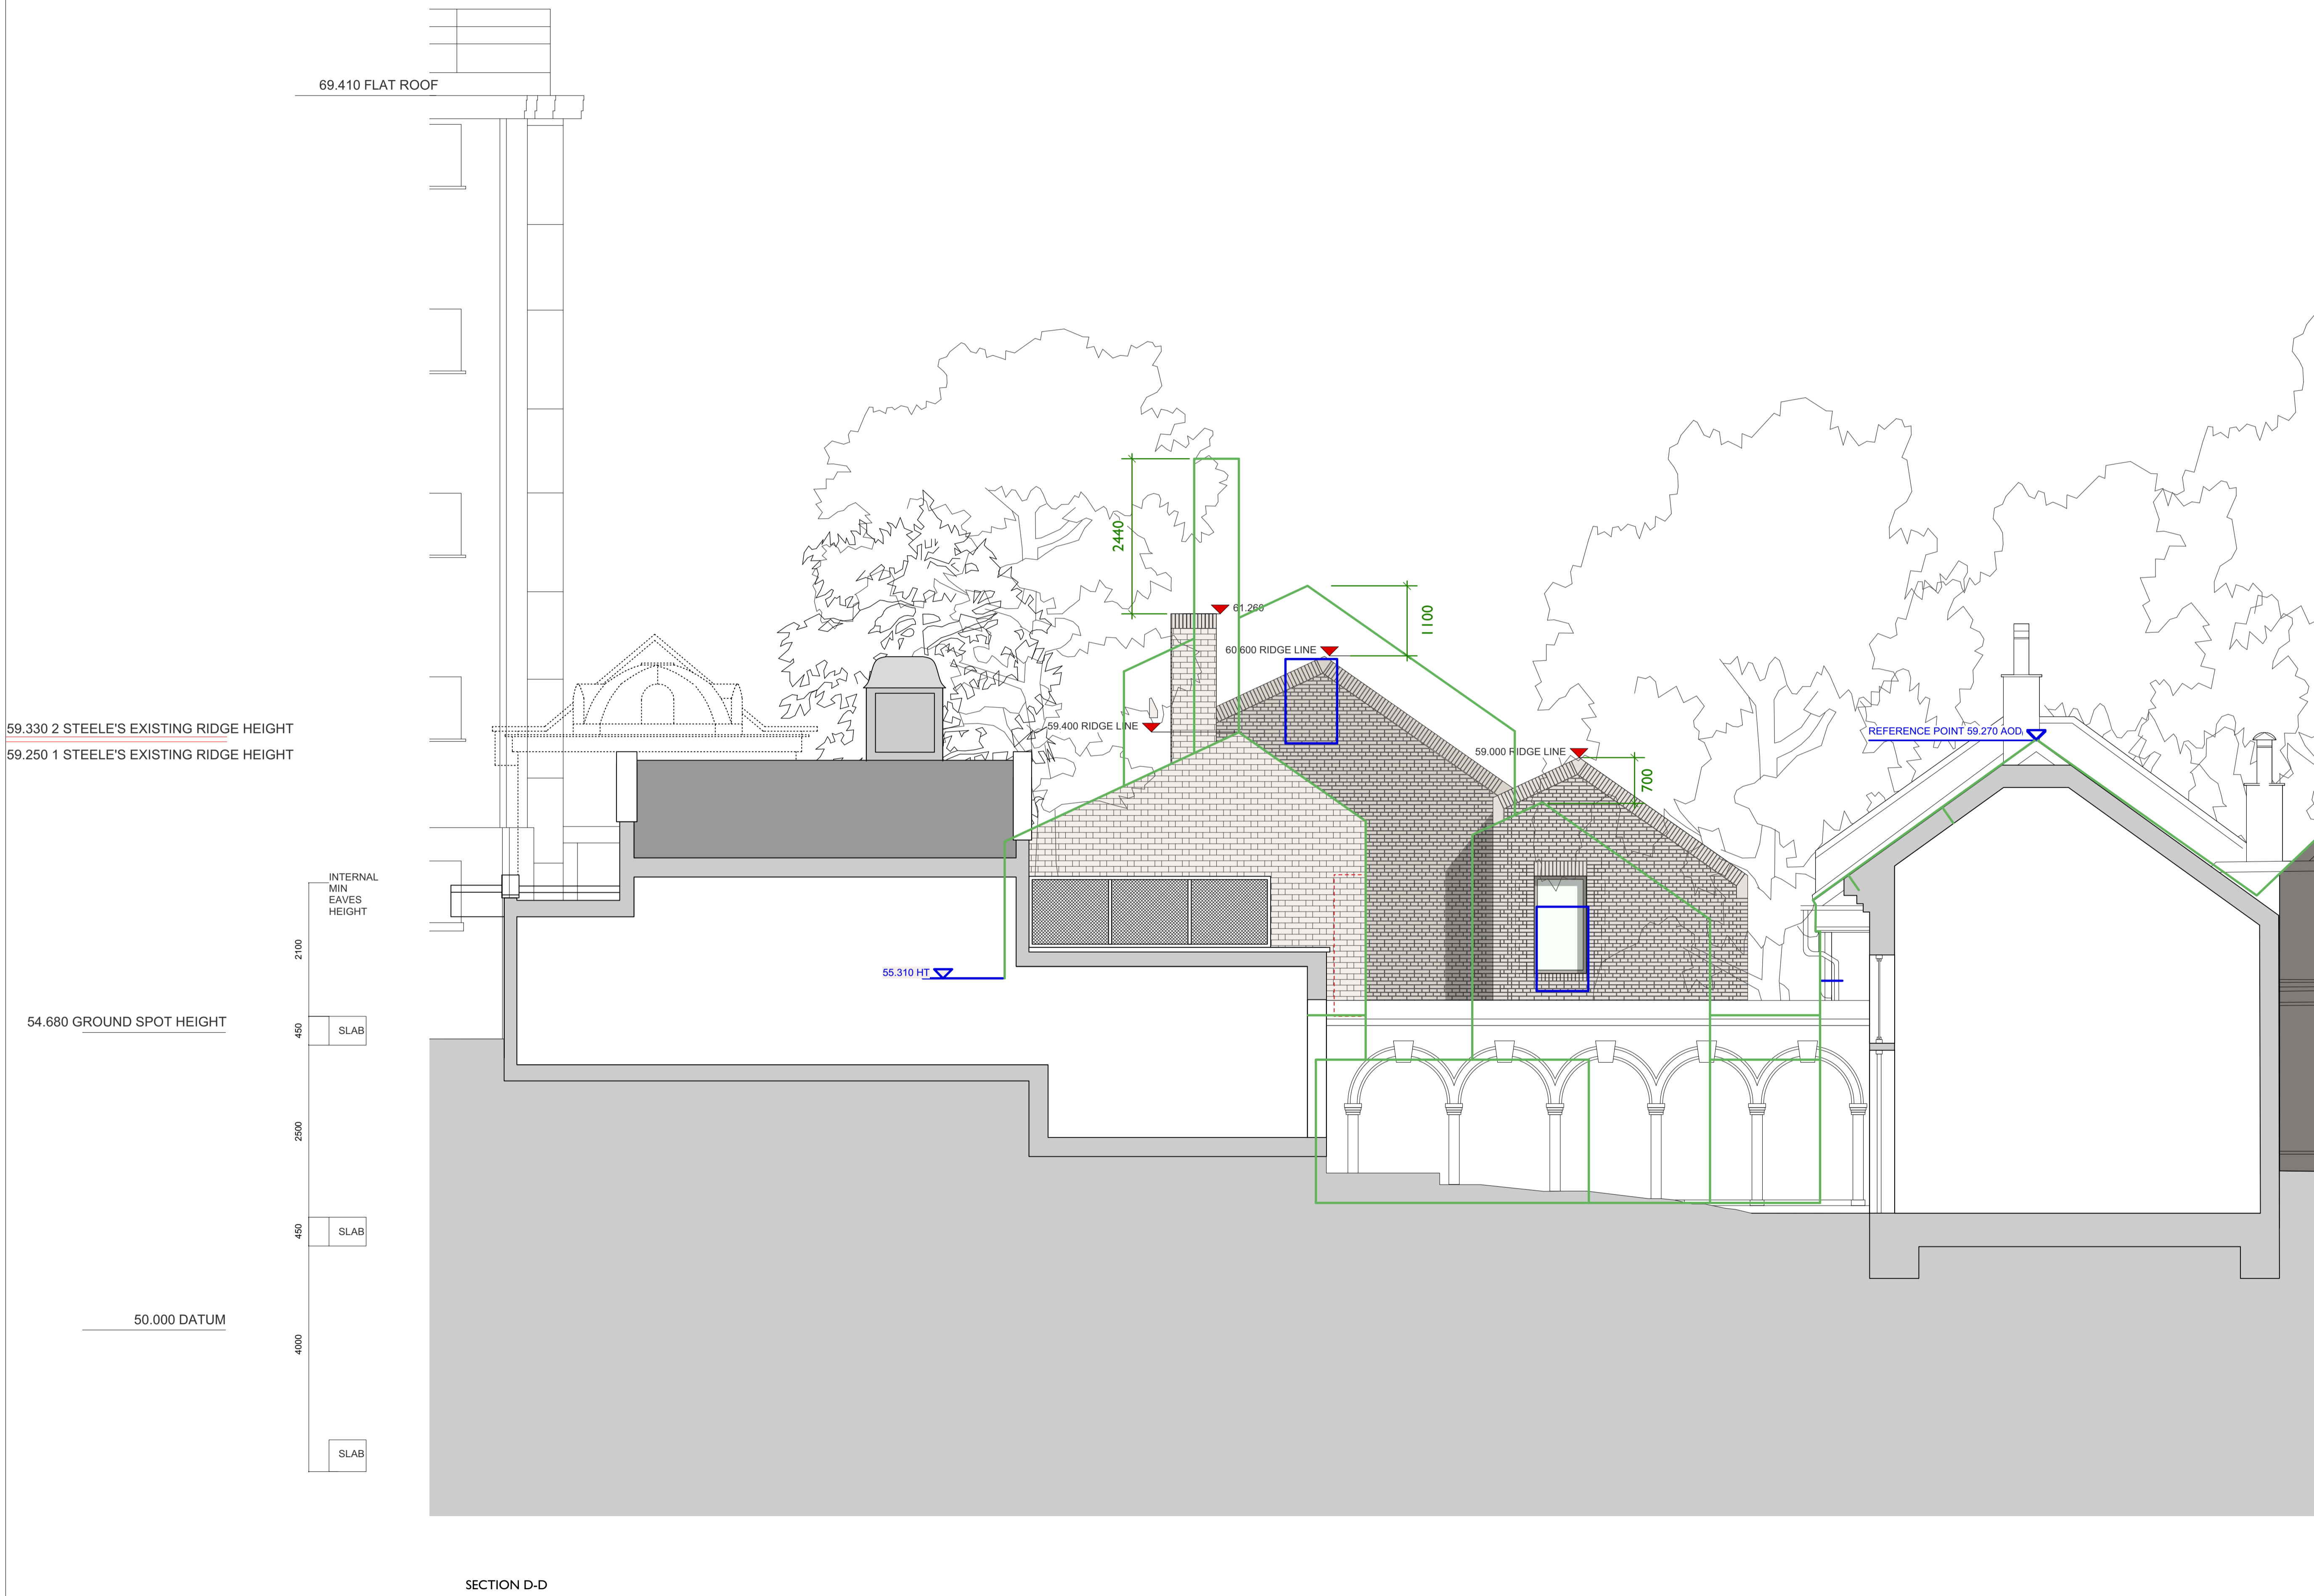 69.410 FLAT ROOF
2440
61.260
1100
60.600 RIDGE LINE
59.400 RIDGE LINE
59.330 2 STEELE'S EXISTING RIDGE HEIGHT
59.250 1 STEELE'S EXISTING RIDGE HEIGHT
REFERENCE POINT 59.270 AOD
59.000 RIDGE LINE
700
INTERNAL
MIN
EAVES
HEIGHT
2100
55.310 HT
54.680 GROUND SPOT HEIGHT
450
SLAB
2500
450
SLAB
50.000 DATUM
4000
SLAB
SECTION D-D